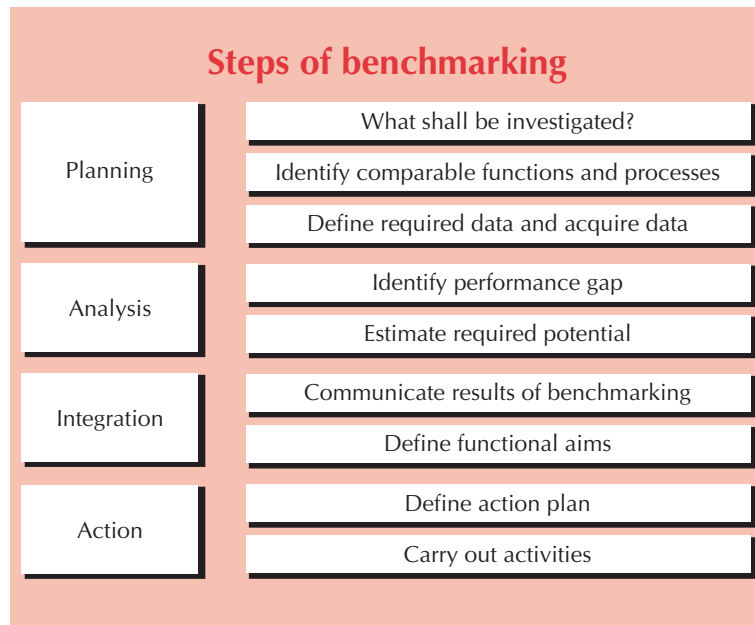 Steps of benchmarking
Planning
What shall be investigated?
Identify comparable functions and processes
Define required data and acquire data
Analysis
Identify performance gap
Estimate required potential
Integration
Communicate results of benchmarking
Define functional aims
Action
Define action plan
Carry out activities